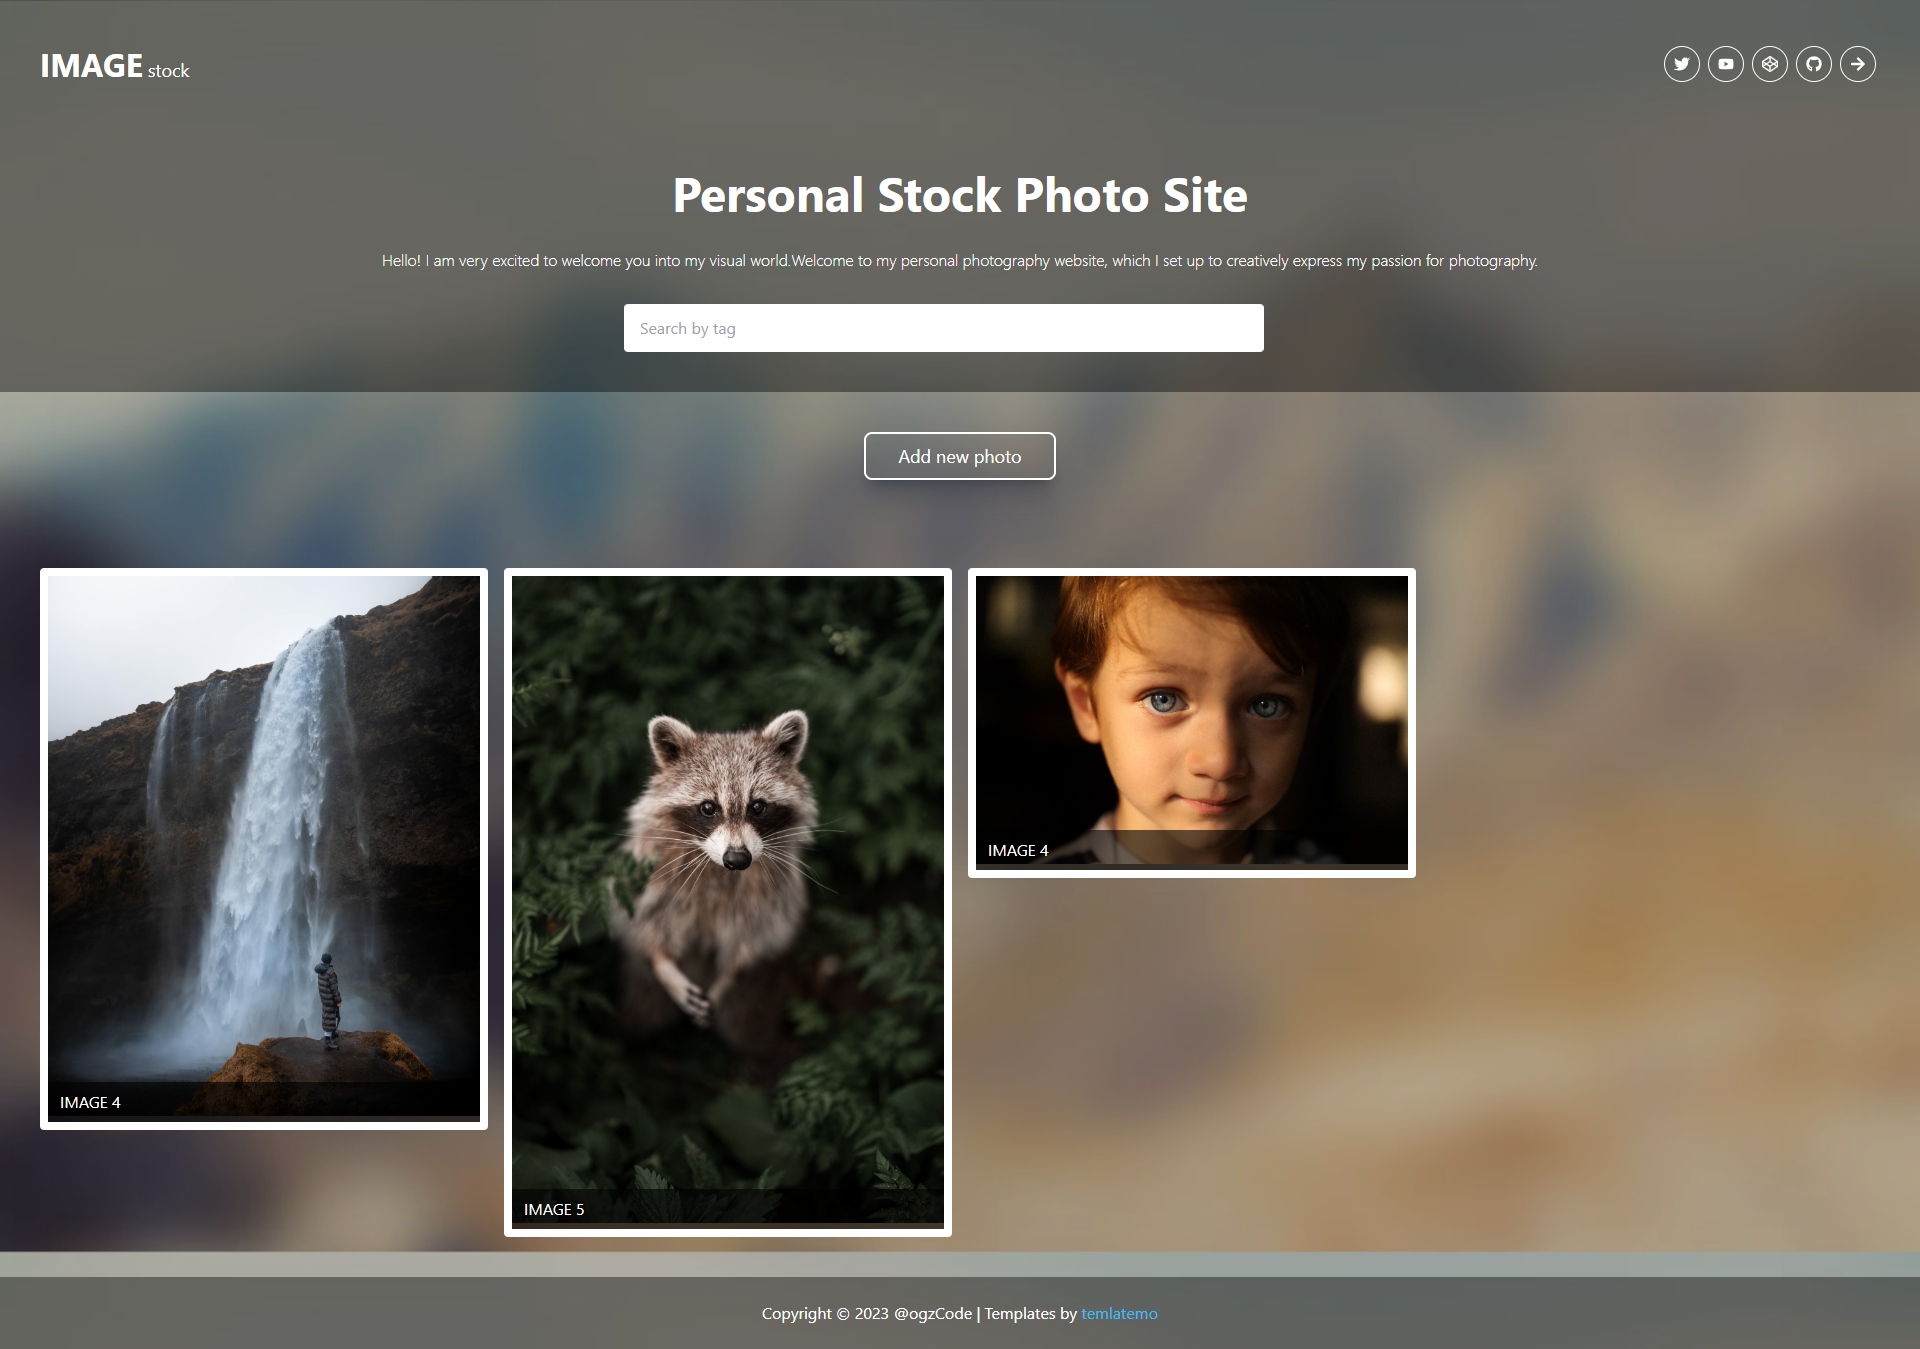 IMAGE stock
Personal Stock Photo Site
Hello! I am very excited to welcome you into my visual world.Welcome to my personal photography website, which I set up to creatively express my passion for photography.
Search by tag
Add new photo
IMAGE 4
IMAGE 5
IMAGE 4
Copyright © 2023 @ogzCode | Templates by temlatemo